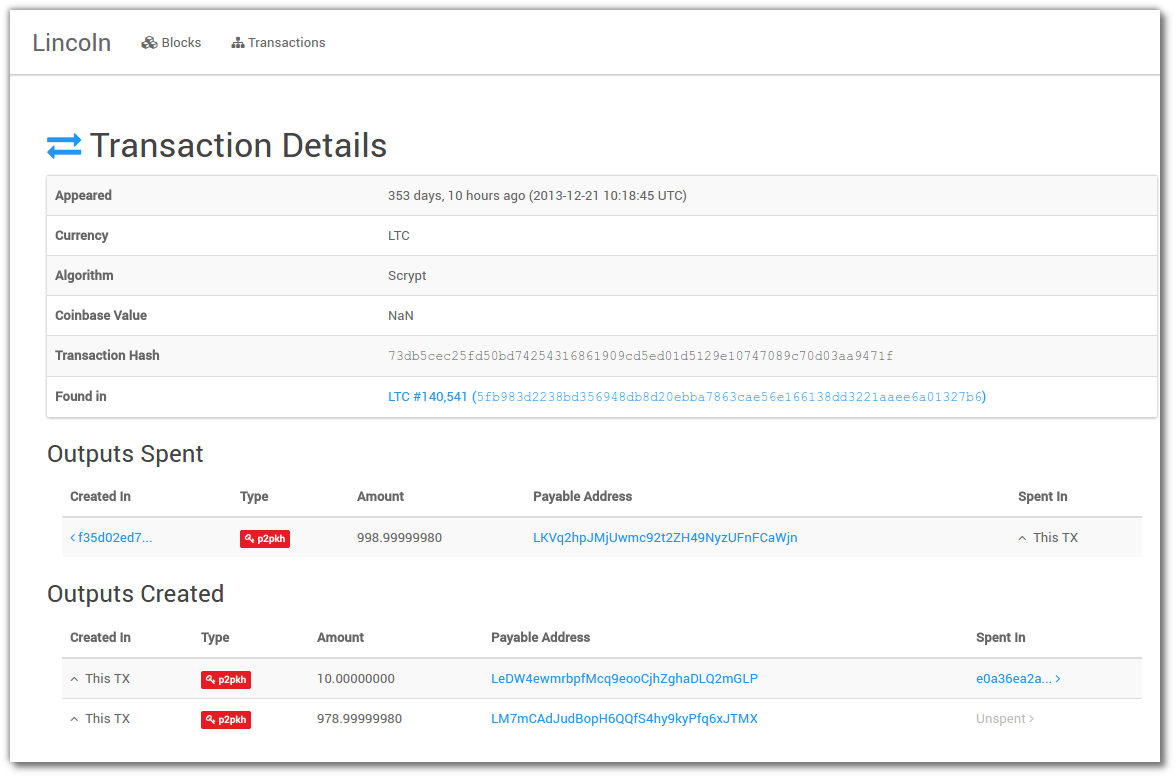 Lincoln Blocks Transactions
Transaction Details
Appeared 353 days, 10 hours ago (2013-12-21 10:18:45 UTC)
Currency LTC
Algorithm Scrypt
Coinbase Value NaN
Transaction Hash 73db5cec25fd50bd74254316861909cd5ed01d5129e10747089c70d03aa9471f
Found in LTC #140,541 (5fb983d2238bd356948db8d20ebba7863cae56e166138dd3221aaee6a01327b6)
Outputs Spent
Created In Type Amount Payable Address Spent In
f35d02ed7... p2pkh 998.99999980 LKVq2hpJMjUwmc92t2ZH49NyzUFnFCaWjn This TX
Outputs Created
Created In Type Amount Payable Address Spent In
This TX p2pkh 10.00000000 LeDW4ewmrbpfMcq9eooCjhZghaDLQ2mGLP e0a36ea2a...
This TX p2pkh 978.99999980 LM7mCAdJudBopH6QQfS4hy9kyPfq6xJTMX Unspent